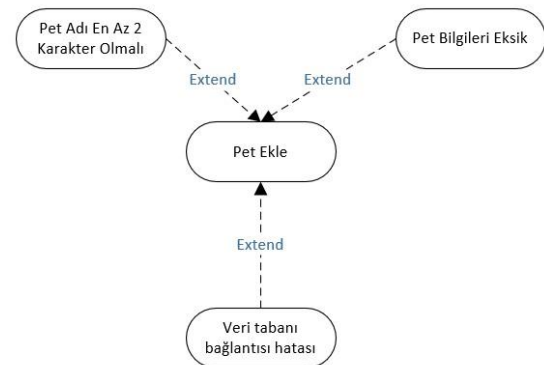 Pet Adı En Az 2
Karakter Olmalı
Pet Bilgileri Eksik
Extend
Extend
Pet Ekle
Extend
Veri tabanı
bağlantısı hatası